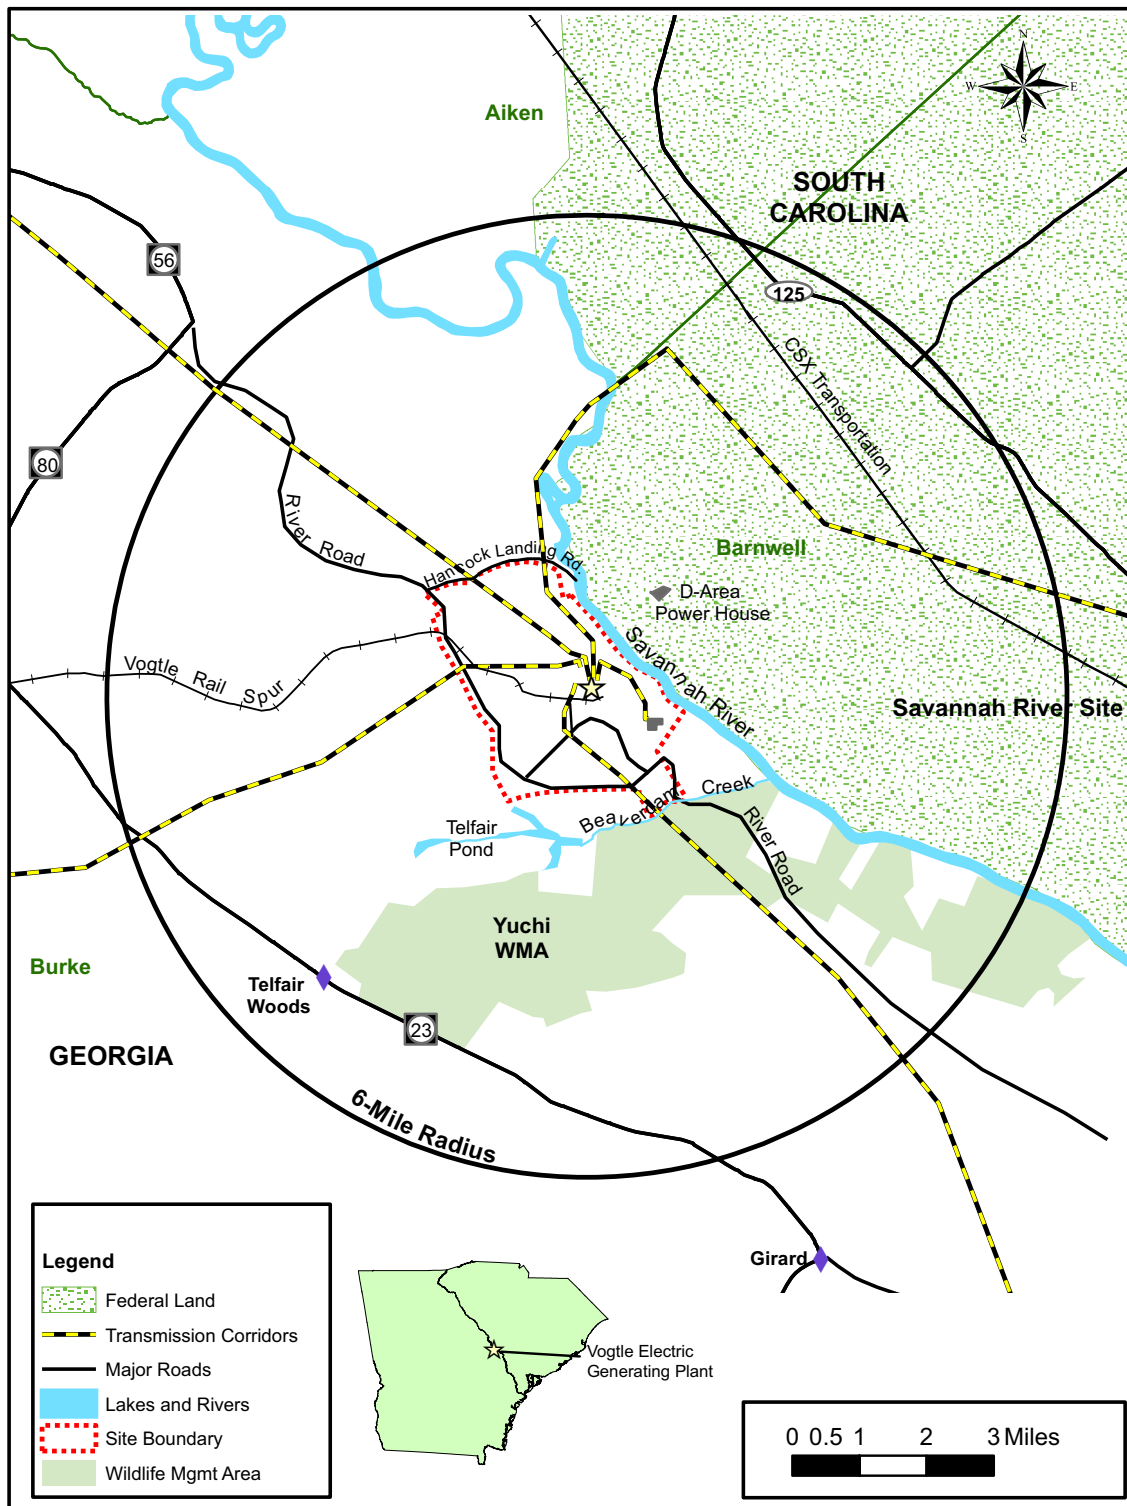 N
W
E
S
Aiken
SOUTH
CAROLINA
56
125
CSX Transportation
80
River Road
Hancock Landing Rd.
Barnwell
D-Area
Power House
Savannah River
Vogtle Rail Spur
Savannah River Site
Beaverdam Creek
Telfair
Pond
River Road
Yuchi
WMA
Burke
Telfair
Woods
23
GEORGIA
6-Mile Radius
Girard
Legend
Federal Land
Transmission Corridors
Major Roads
Lakes and Rivers
Site Boundary
Wildlife Mgmt Area
Vogtle Electric
Generating Plant
0 0.5 1 2 3 Miles